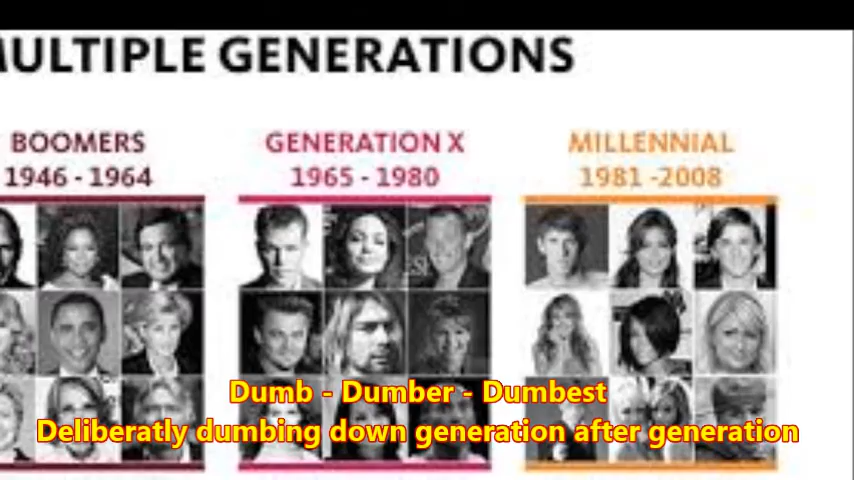 MULTIPLE GENERATIONS
BOOMERS GENERATION X MILLENNIAL
1946 - 1964 1965 - 1980 1981 -2008
Dumb - Dumber - Dumbest
Deliberatly dumbing down generation after generation